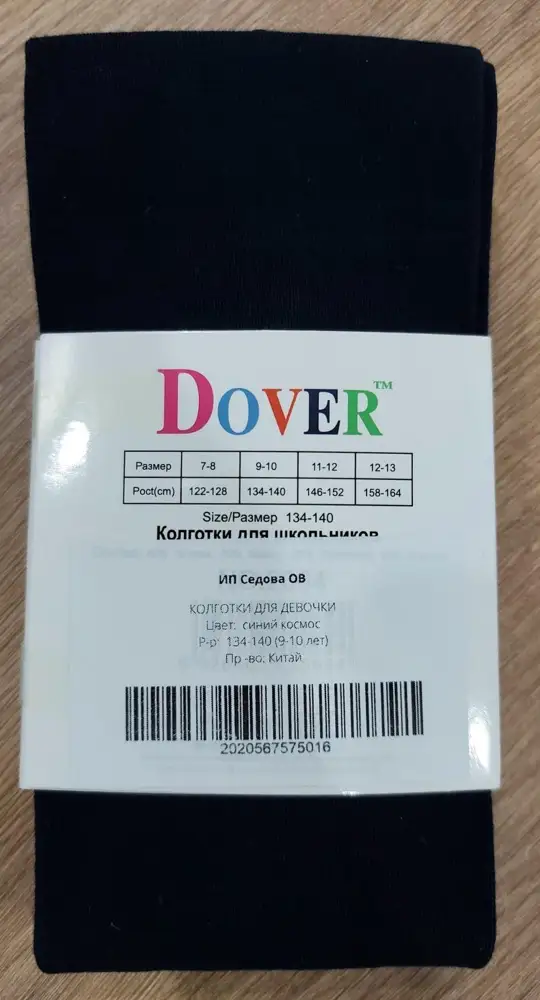 DOVER™
Размер 7-8 9-10 11-12 12-13
Рост(cm) 122-128 134-140 146-152 158-164
Size/Размер 134-140
Колготки для школьников
ИП Седова ОВ
КОЛГОТКИ ДЛЯ ДЕВОЧКИ
Цвет: синий космос
Р-р: 134-140 (9-10 лет)
Пр-во: Китай
2020567575016